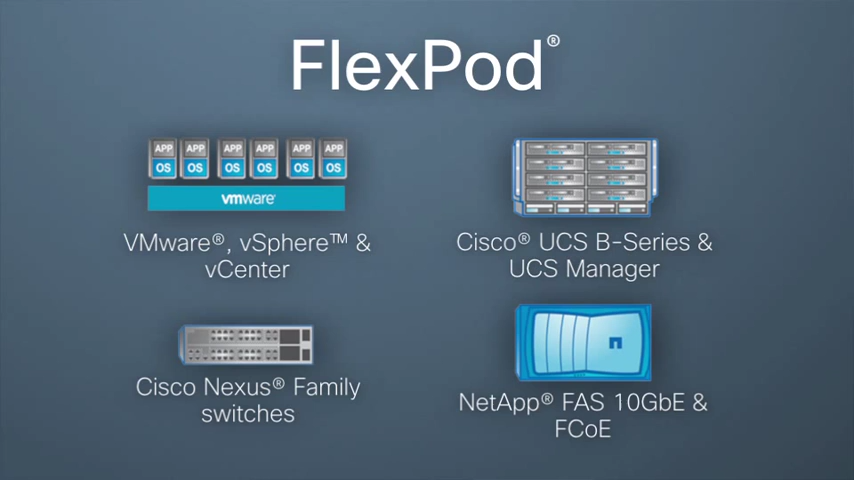 FlexPod®
APP APP APP APP APP APP
OS OS OS OS OS OS
vmware®
VMware®, vSphere™ &
vCenter
Cisco® UCS B-Series &
UCS Manager
Cisco Nexus® Family
switches
n
NetApp® FAS 10GbE &
FCoE